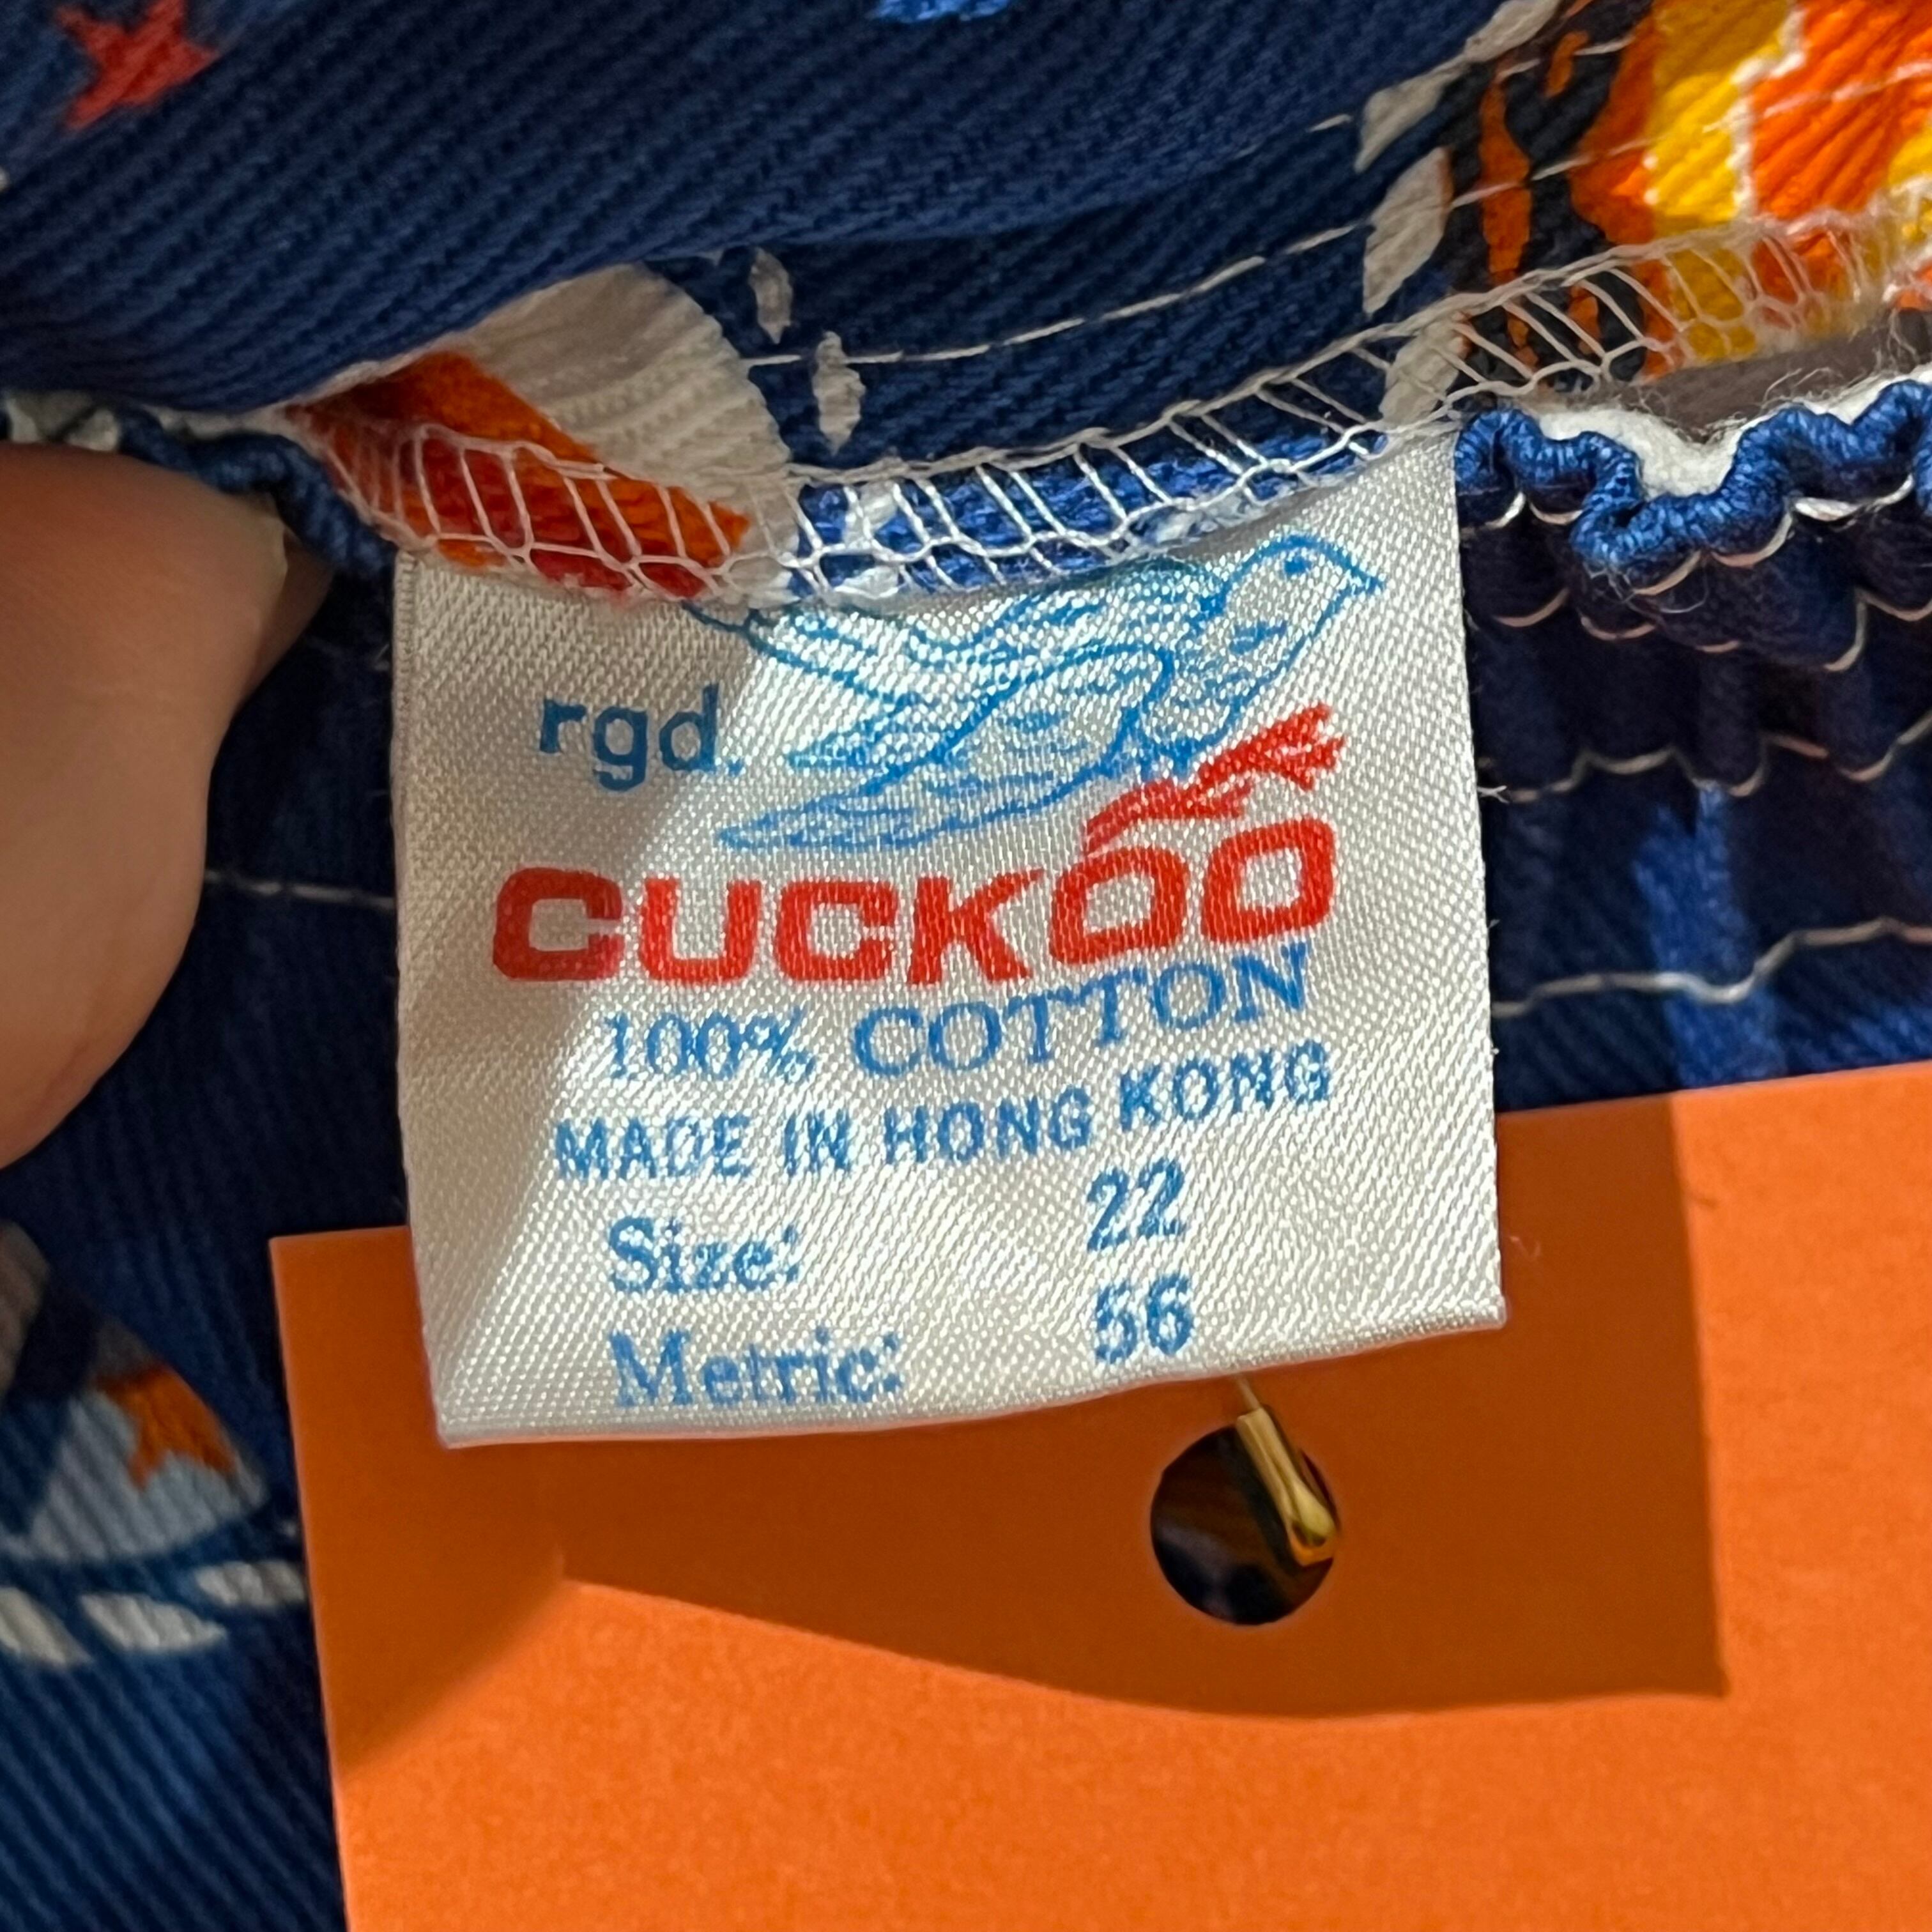 rgd.
CUCKOO
100% COTTON
MADE IN HONG KONG
Size: 22
Metric: 56